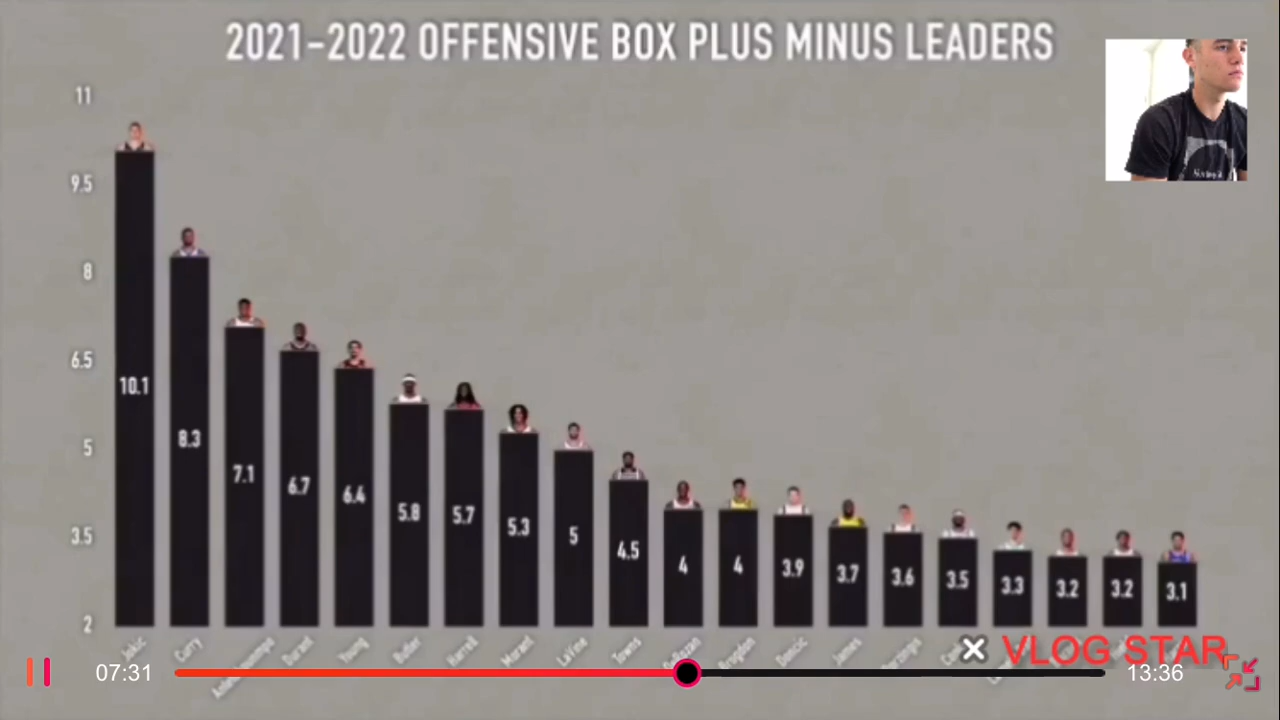 2021-2022 OFFENSIVE BOX PLUS MINUS LEADERS
11
9.5
8
6.5
5
3.5
2
10.1
8.3
7.1
6.7
6.4
5.8
5.7
5.3
5
4.5
4
4
3.9
3.7
3.6
3.5
3.3
3.2
3.2
3.1
Jokic
Curry
Durant
Young
Butler
Harrell
Morant
LaVine
Towns
DeRozan
Brogdon
Doncic
James
VLOG STAR
07:31
13:36